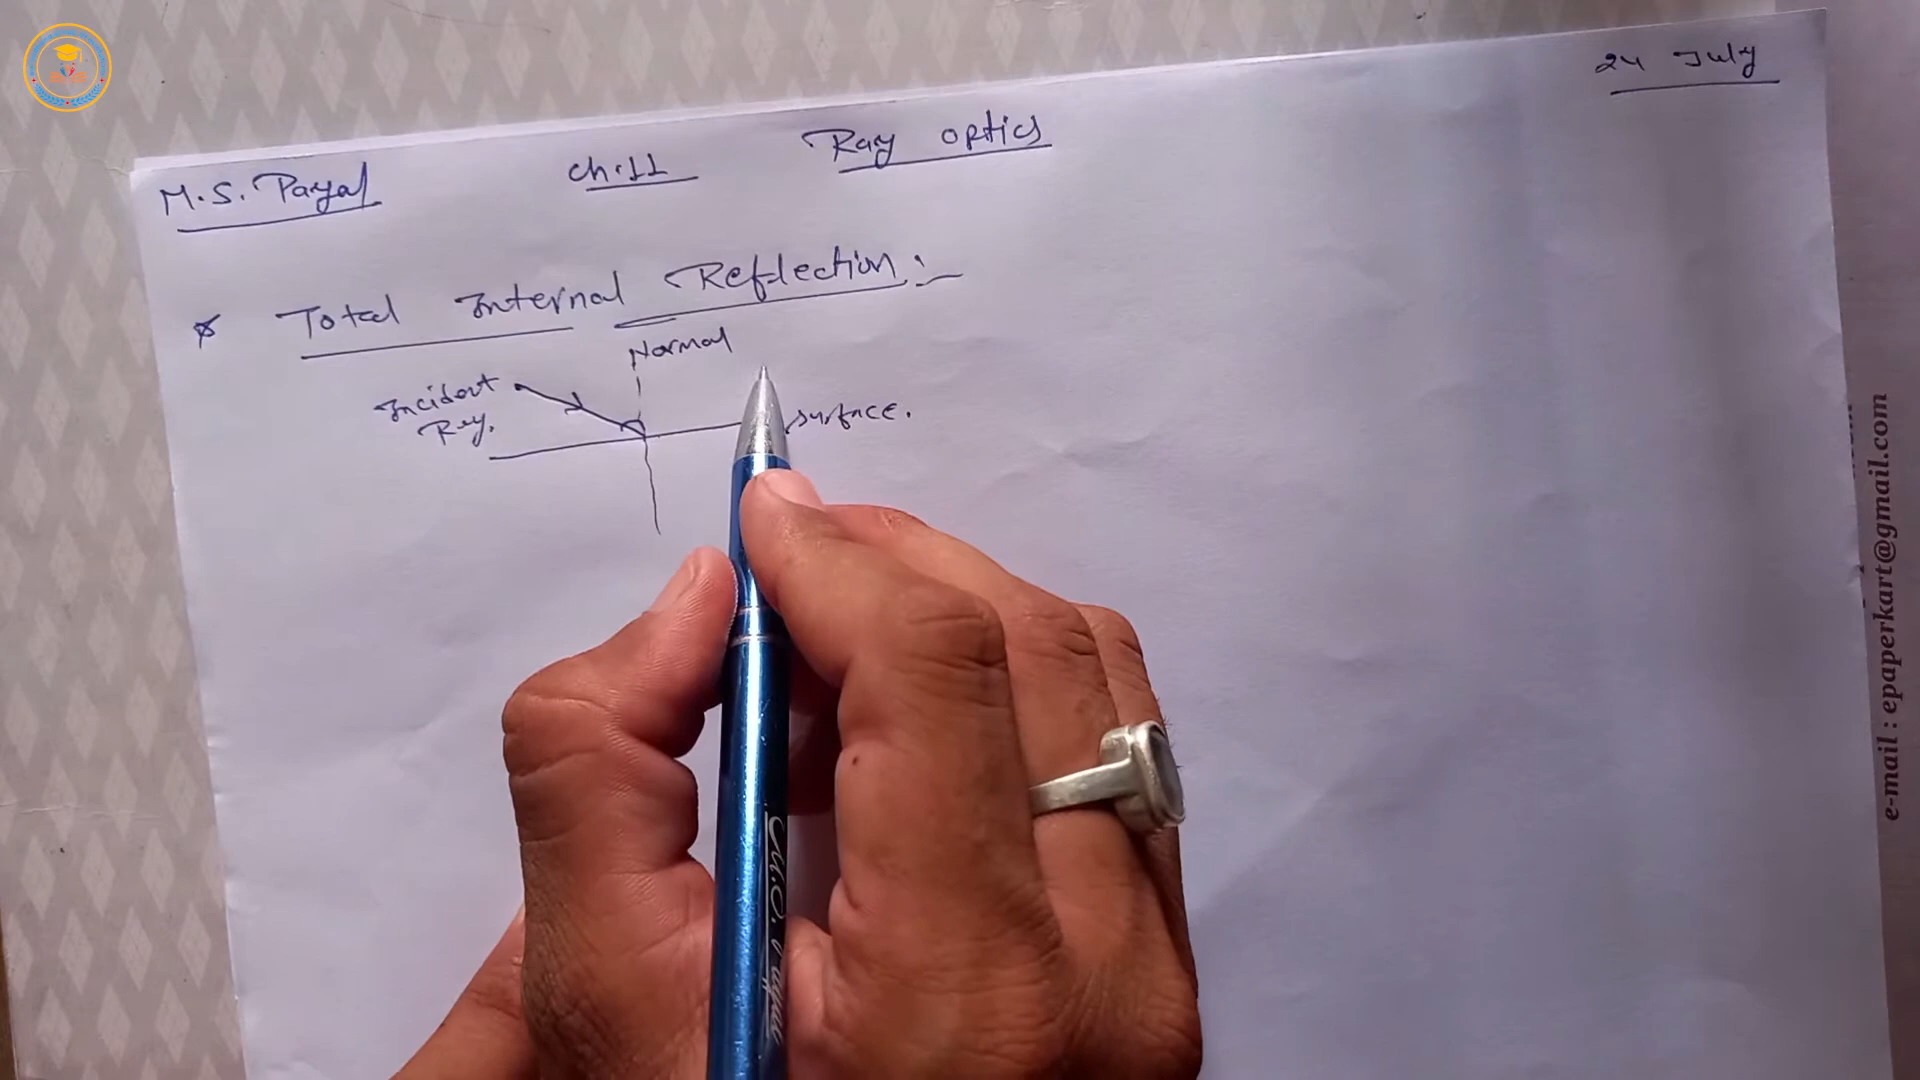 24 July
M.S. Payal ch.11 Ray optics
* Total Internal Reflection:-
Normal
Incident
Ray.
surface.
e-mail : epaperkart@gmail.com